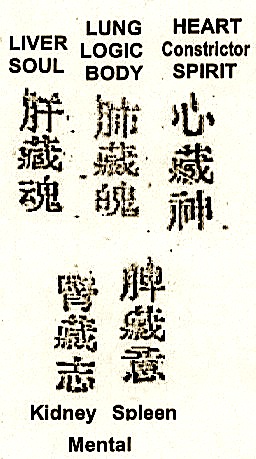 LIVER
SOUL
LUNG
LOGIC
BODY
HEART
Constrictor
SPIRIT
肝藏魂
肺藏魄
心藏神
腎藏志
脾藏意
Kidney Spleen
Mental